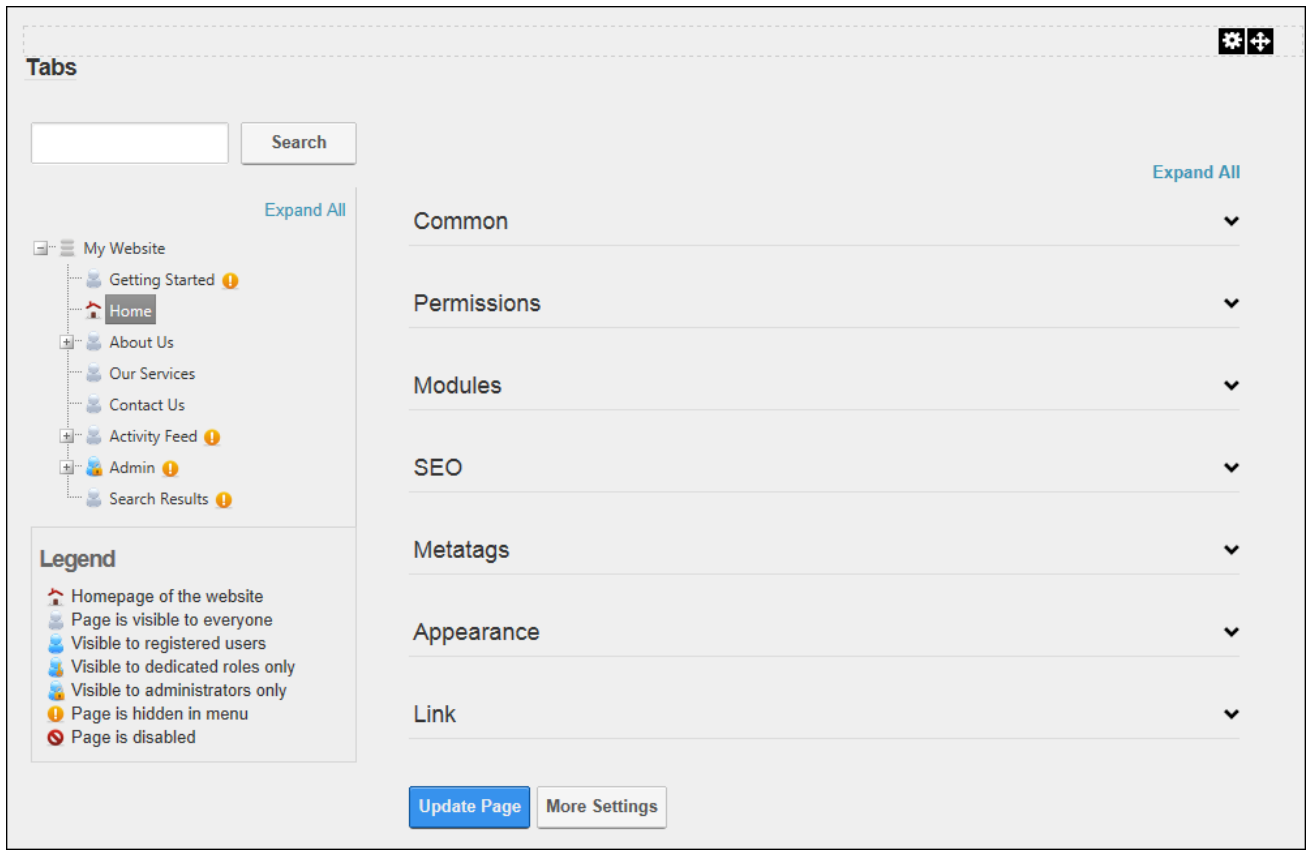 Tabs
Search
Expand All
My Website
Getting Started
Home
About Us
Our Services
Contact Us
Activity Feed
Admin
Search Results
Legend
Homepage of the website
Page is visible to everyone
Visible to registered users
Visible to dedicated roles only
Visible to administrators only
Page is hidden in menu
Page is disabled
Expand All
Common
Permissions
Modules
SEO
Metatags
Appearance
Link
Update Page
More Settings